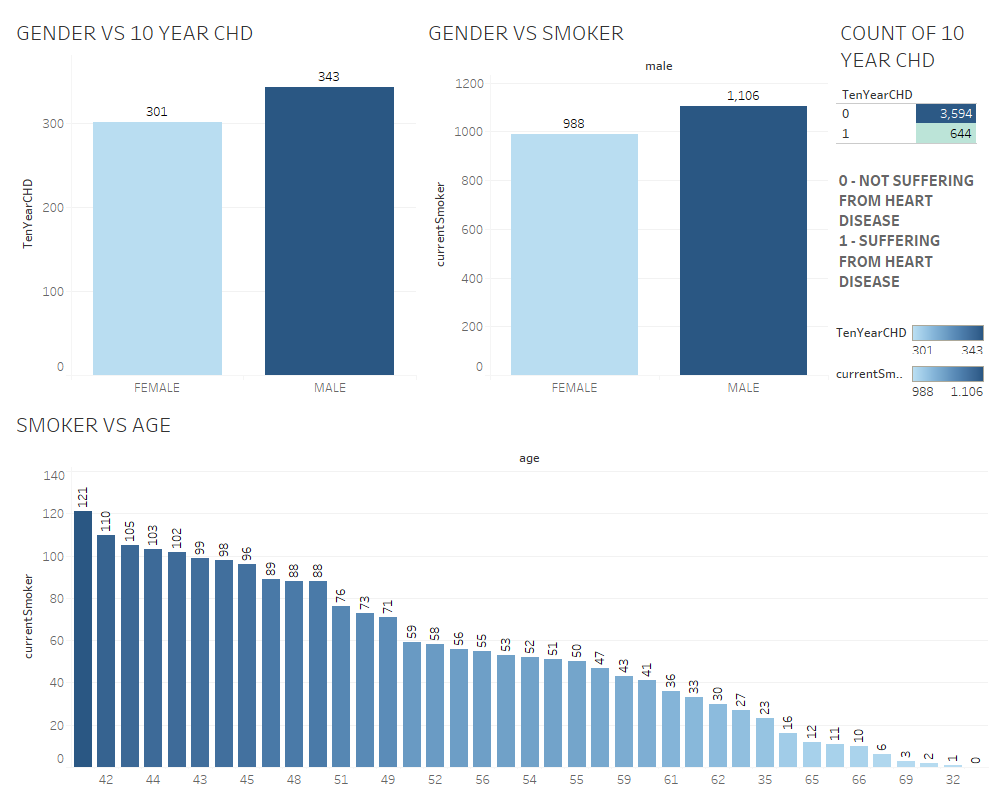 GENDER VS 10 YEAR CHD
343
301
300
200
100
0
TenYearCHD
FEMALE
MALE
GENDER VS SMOKER
male
1,106
988
1200
1000
800
600
400
200
0
currentSmoker
FEMALE
MALE
COUNT OF 10
YEAR CHD
TenYearCHD
0 3,594
1 644
0 - NOT SUFFERING
FROM HEART
DISEASE
1 - SUFFERING
FROM HEART
DISEASE
TenYearCHD
301 343
currentSm..
988 1,106
SMOKER VS AGE
age
140
120
100
80
60
40
20
0
currentSmoker
121 110 105 103 102 99 98 96 89 88 88 76 73 71 59 58 56 55 53 52 51 50 47 43 41 36 33 30 27 23 16 12 11 10 6 3 2 1 0
42 44 43 45 48 51 49 52 56 54 55 59 61 62 35 65 66 69 32